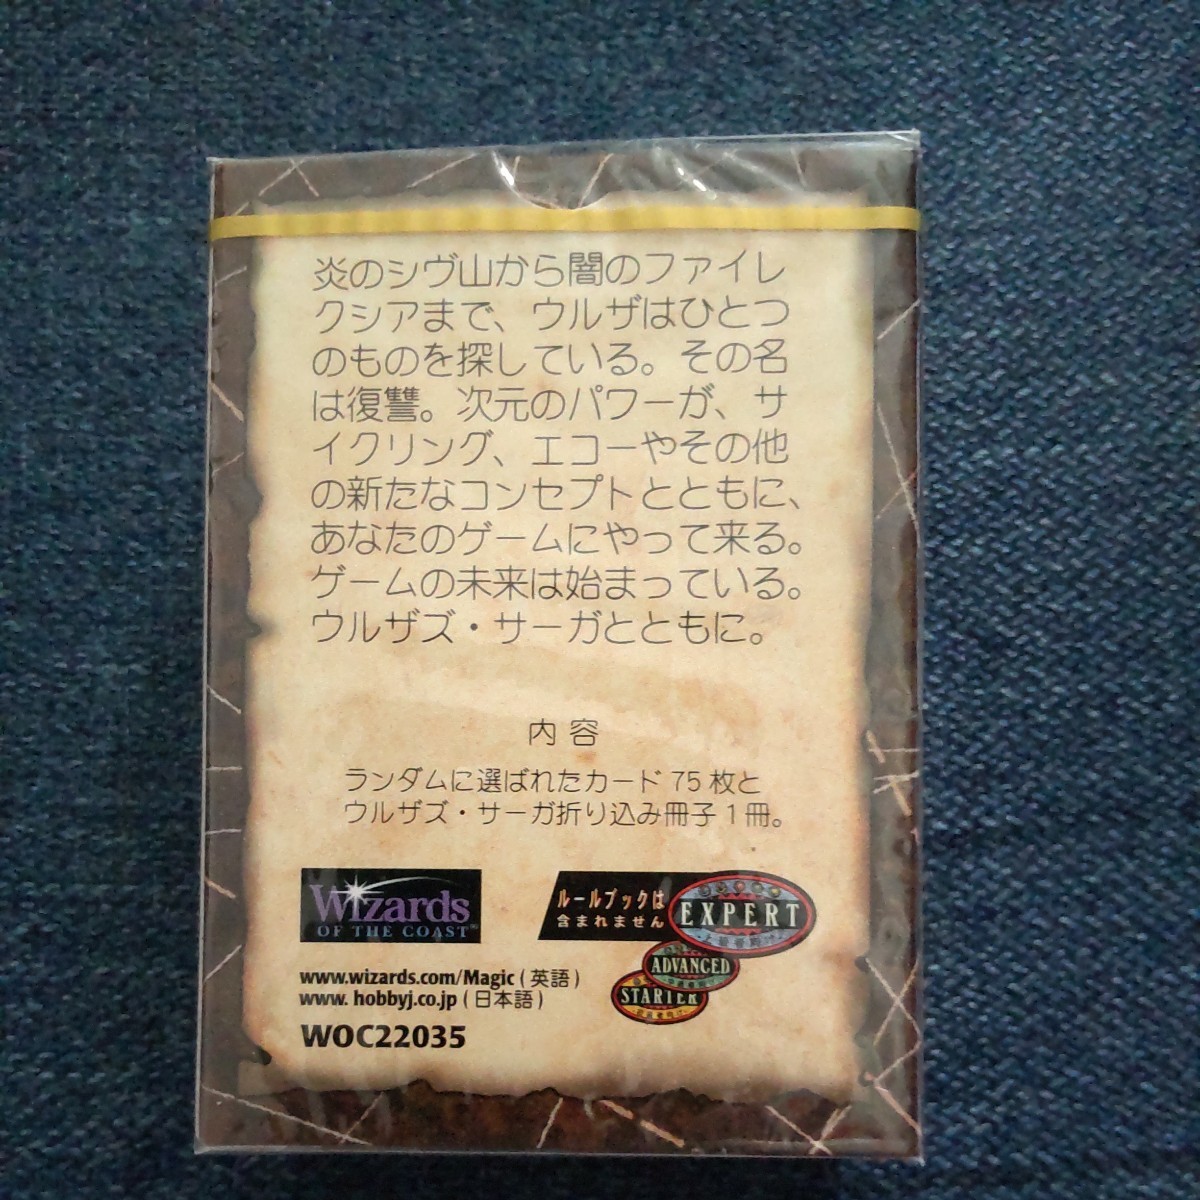 炎のシヴ山から闇のファイレ
クシアまで、ウルザはひとつ
のものを探している。その名
は復讐。次元のパワーが、サ
イクリング、エコーやその他
の新たなコンセプトとともに、
あなたのゲームにやって来る。
ゲームの未来は始まっている。
ウルザズ・サーガとともに。
内容
ランダムに選ばれたカード 75 枚と
ウルザズ・サーガ折り込み冊子 1 冊。
Wizards
OF THE COAST
ルールブックは
含まれません
EXPERT
ADVANCED
STARTER
www.wizards.com/Magic ( 英語 )
www. hobbyj.co.jp ( 日本語 )
WOC22035